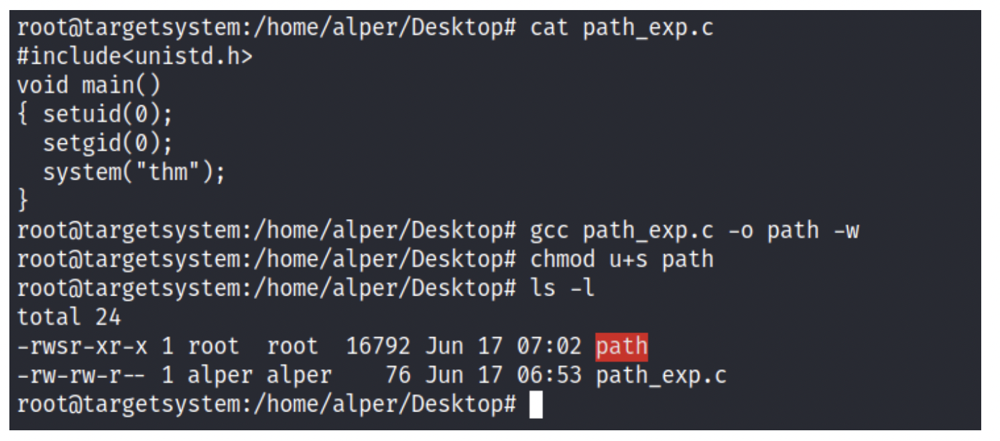 root@targetsystem:/home/alper/Desktop# cat path_exp.c
#include<unistd.h>
void main()
{ setuid(0);
  setgid(0);
  system("thm");
}
root@targetsystem:/home/alper/Desktop# gcc path_exp.c -o path -w
root@targetsystem:/home/alper/Desktop# chmod u+s path
root@targetsystem:/home/alper/Desktop# ls -l
total 24
-rwsr-xr-x 1 root  root  16792 Jun 17 07:02 path
-rw-rw-r-- 1 alper alper    76 Jun 17 06:53 path_exp.c
root@targetsystem:/home/alper/Desktop#